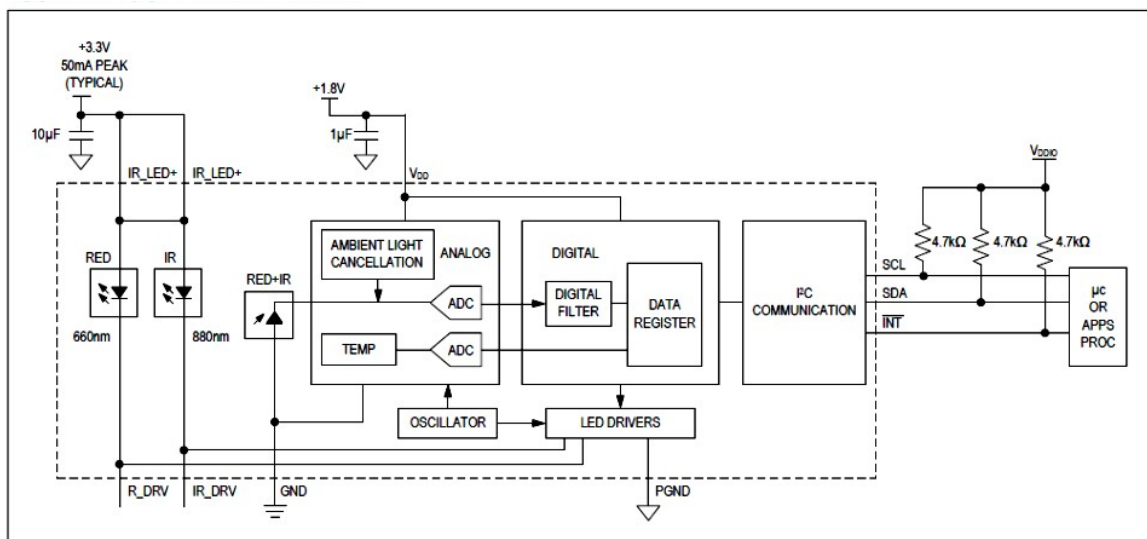 +3.3V
50mA PEAK
(TYPICAL)
10µF
IR_LED+ IR_LED+
+1.8V
1µF
VDD
VDDIO
4.7kΩ 4.7kΩ 4.7kΩ
RED IR
660nm 880nm
RED+IR
AMBIENT LIGHT
CANCELLATION
ANALOG
ADC
TEMP
ADC
DIGITAL
DIGITAL
FILTER
DATA
REGISTER
I²C
COMMUNICATION
SCL
SDA
INT
µc
OR
APPS
PROC
OSCILLATOR
LED DRIVERS
R_DRV IR_DRV GND PGND